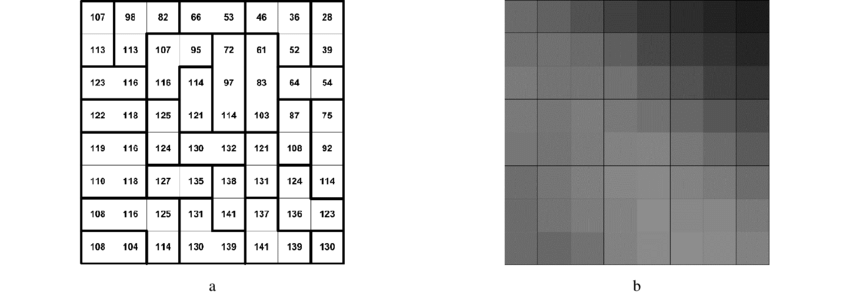 107 98 82 66 53 46 36 28
113 113 107 95 72 61 52 39
123 116 116 114 97 83 64 54
122 118 125 121 114 103 87 75
119 116 124 130 132 121 108 92
110 118 127 135 138 131 124 114
108 116 125 131 141 137 136 123
108 104 114 130 139 141 139 130
a b